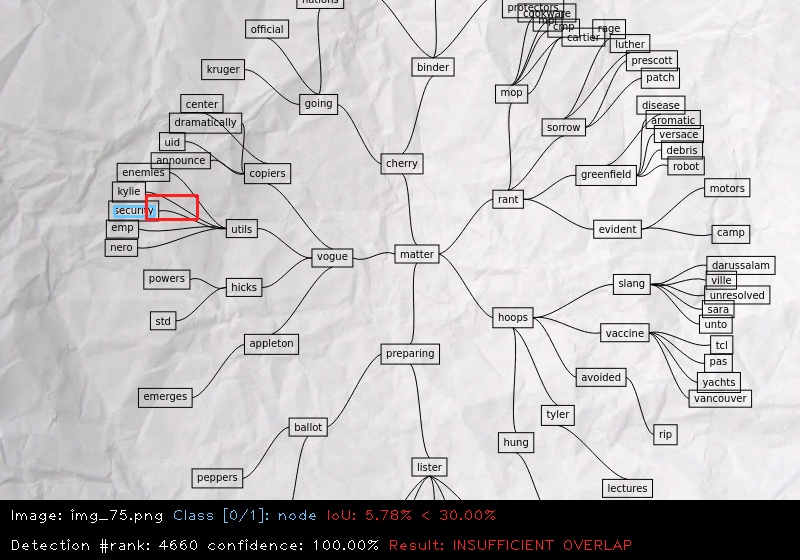 nations
protectors
cookware
mpl
cmp
rage
official
cartier
luther
binder
prescott
kruger
patch
mop
center
going
disease
dramatically
sorrow
aromatic
versace
uid
debris
announce
cherry
robot
enemies
copiers
greenfield
kylie
motors
security
rant
emp
utils
evident
camp
nero
vogue
matter
darussalam
powers
ville
hicks
slang
unresolved
sara
std
hoops
unto
vaccine
tcl
appleton
preparing
pas
avoided
yachts
emerges
vancouver
tyler
ballot
rip
hung
lister
peppers
lectures
Image: img_75.png Class [0/1]: node IoU: 5.78% < 30.00%
Detection #rank: 4660 confidence: 100.00% Result: INSUFFICIENT OVERLAP